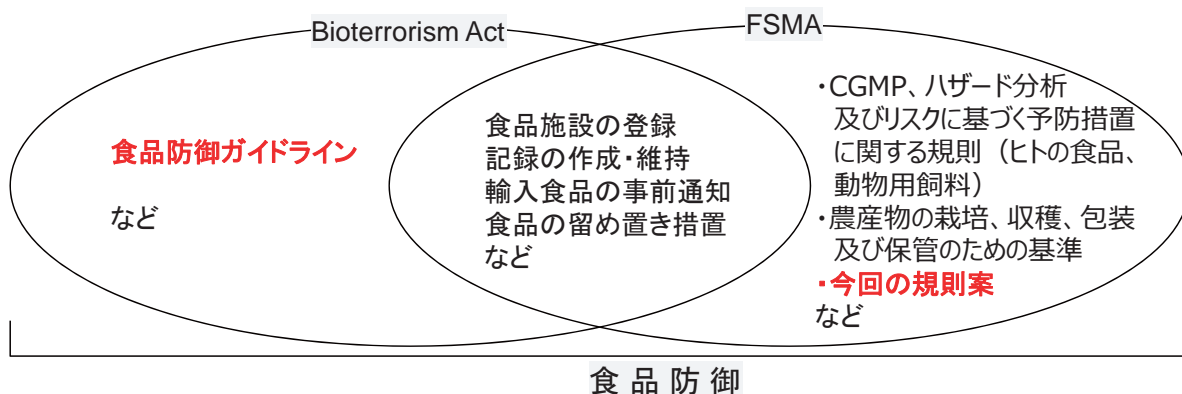 Bioterrorism Act
FSMA
食品防御ガイドライン
など
食品施設の登録
記録の作成・維持
輸入食品の事前通知
食品の留め置き措置
など
・CGMP、ハザード分析
及びリスクに基づく予防措置
に関する規則（ヒトの食品、
動物用飼料）
・農産物の栽培、収穫、包装
及び保管のための基準
・今回の規則案
など
食品防御